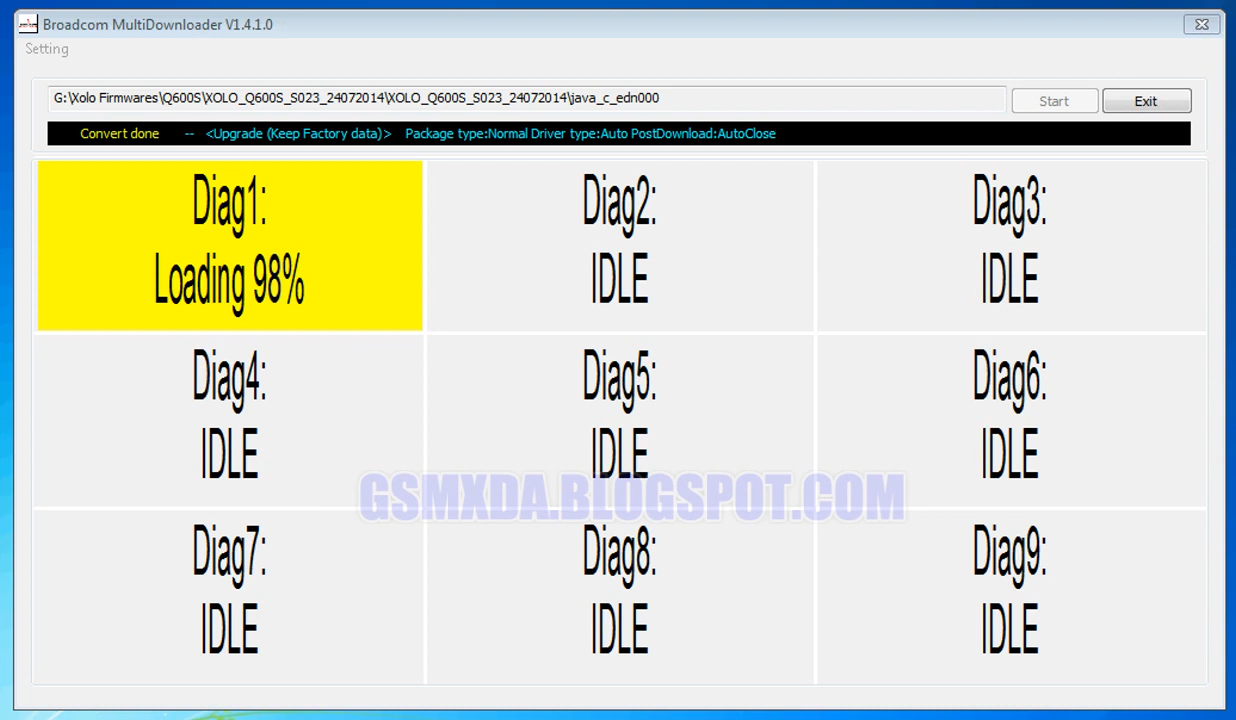 Broadcom MultiDownloader V1.4.1.0
Setting
G:\Xolo Firmwares\Q600S\XOLO_Q600S_S023_24072014\XOLO_Q600S_S023_24072014\java_c_edn000
Start
Exit
Convert done -- <Upgrade (Keep Factory data)> Package type:Normal Driver type:Auto PostDownload:AutoClose
Diag1:
Loading 98%
Diag2:
IDLE
Diag3:
IDLE
Diag4:
IDLE
Diag5:
IDLE
Diag6:
IDLE
GSMXDA.BLOGSPOT.COM
Diag7:
IDLE
Diag8:
IDLE
Diag9:
IDLE